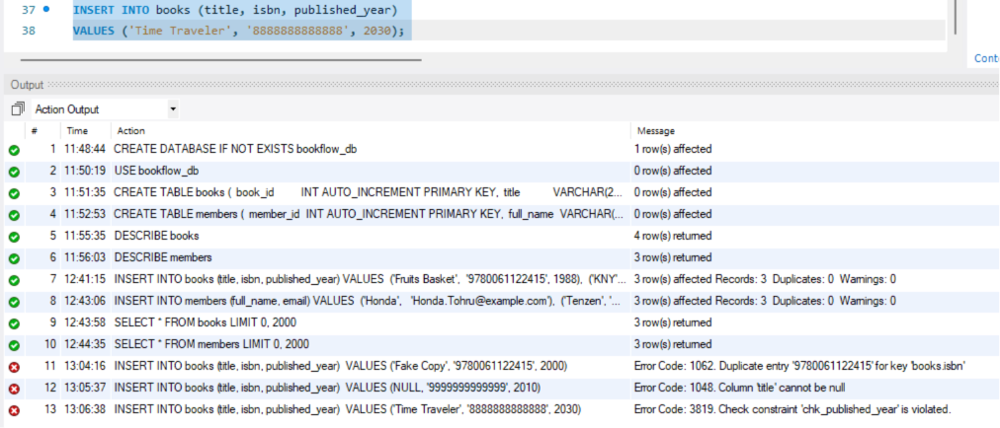 37 INSERT INTO books (title, isbn, published_year)
38 VALUES ('Time Traveler', '8888888888888', 2030);
Conte
Output
Action Output
# Time Action Message
1 11:48:44 CREATE DATABASE IF NOT EXISTS bookflow_db 1 row(s) affected
2 11:50:19 USE bookflow_db 0 row(s) affected
3 11:51:35 CREATE TABLE books ( book_id INT AUTO_INCREMENT PRIMARY KEY, title VARCHAR(2... 0 row(s) affected
4 11:52:53 CREATE TABLE members ( member_id INT AUTO_INCREMENT PRIMARY KEY, full_name VARCHAR(... 0 row(s) affected
5 11:55:35 DESCRIBE books 4 row(s) returned
6 11:56:03 DESCRIBE members 3 row(s) returned
7 12:41:15 INSERT INTO books (title, isbn, published_year) VALUES ('Fruits Basket', '9780061122415', 1988), ('KNY'... 3 row(s) affected Records: 3 Duplicates: 0 Warnings: 0
8 12:43:06 INSERT INTO members (full_name, email) VALUES ('Honda', 'Honda.Tohru@example.com'), ('Tenzen', '... 3 row(s) affected Records: 3 Duplicates: 0 Warnings: 0
9 12:43:58 SELECT * FROM books LIMIT 0, 2000 3 row(s) returned
10 12:44:35 SELECT * FROM members LIMIT 0, 2000 3 row(s) returned
11 13:04:16 INSERT INTO books (title, isbn, published_year) VALUES ('Fake Copy', '9780061122415', 2000) Error Code: 1062. Duplicate entry '9780061122415' for key 'books.isbn'
12 13:05:37 INSERT INTO books (title, isbn, published_year) VALUES (NULL, '9999999999999', 2010) Error Code: 1048. Column 'title' cannot be null
13 13:06:38 INSERT INTO books (title, isbn, published_year) VALUES ('Time Traveler', '8888888888888', 2030) Error Code: 3819. Check constraint 'chk_published_year' is violated.